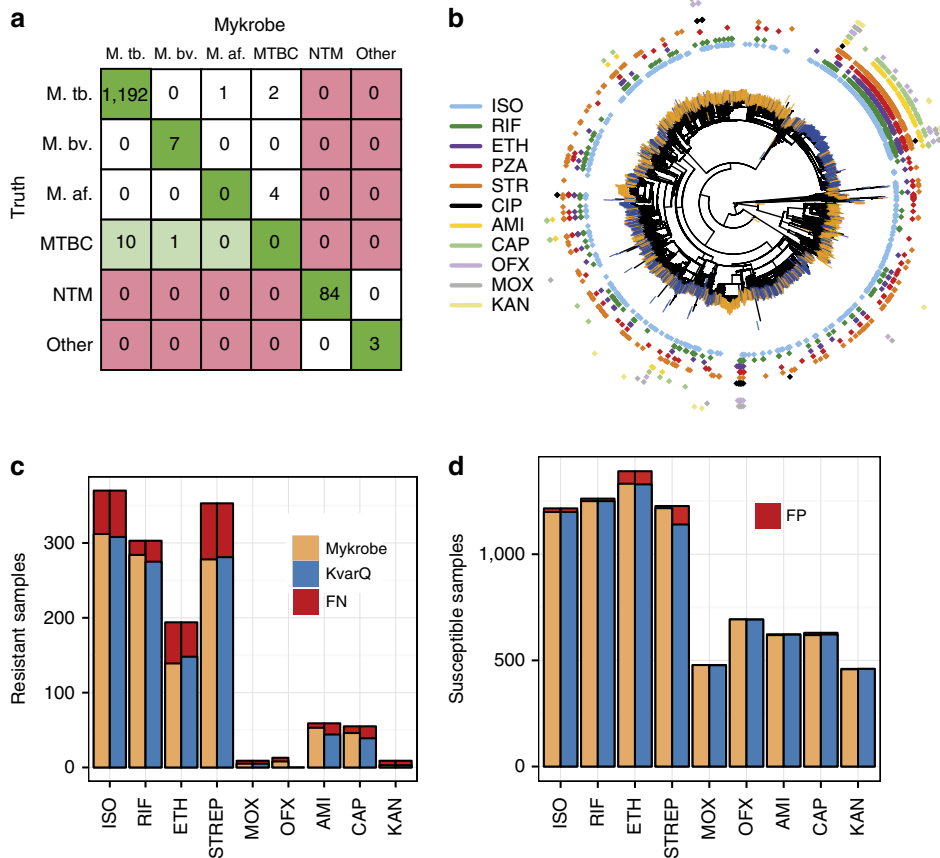 a
Mykrobe
M. tb. M. bv. M. af. MTBC NTM Other
Truth
M. tb. 1,192 0 1 2 0 0
M. bv. 0 7 0 0 0 0
M. af. 0 0 0 4 0 0
MTBC 10 1 0 0 0 0
NTM 0 0 0 0 84 0
Other 0 0 0 0 0 3
b
ISO
RIF
ETH
PZA
STR
CIP
AMI
CAP
OFX
MOX
KAN
c
Resistant samples
300
200
100
0
Mykrobe
KvarQ
FN
ISO RIF ETH STREP MOX OFX AMI CAP KAN
d
Susceptible samples
1,000
500
0
FP
ISO RIF ETH STREP MOX OFX AMI CAP KAN